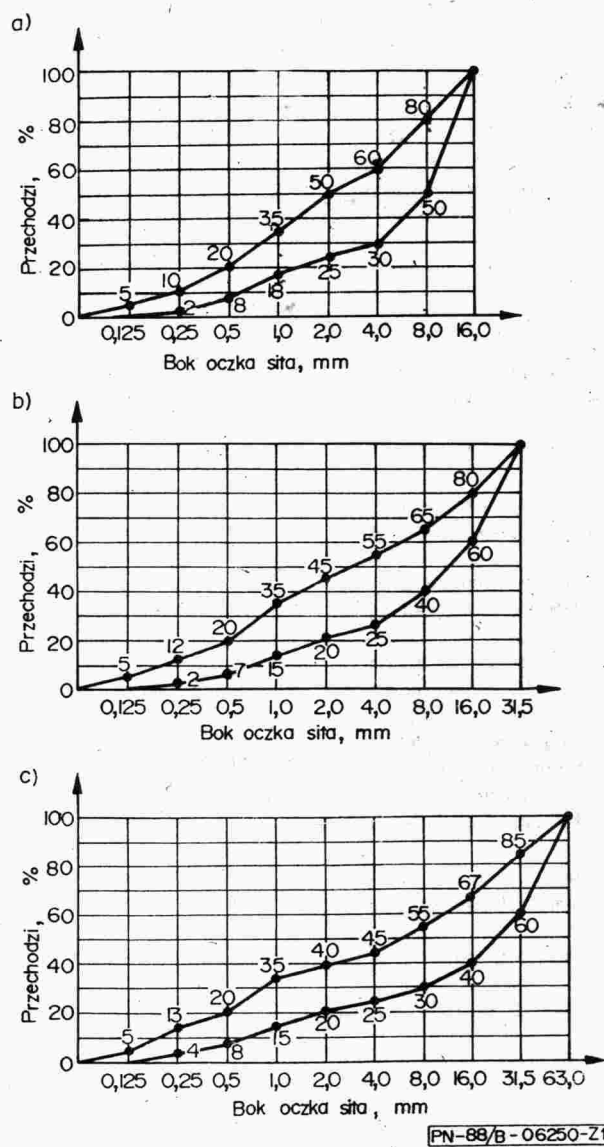 a)
Przechodzi, %
100
80
60
40
20
0
5 10 20 35 50 60 80
2 8 18 25 30 50
0,125 0,25 0,5 1,0 2,0 4,0 8,0 16,0
Bok oczka sita, mm
b)
Przechodzi, %
100
80
60
40
20
0
5 12 20 35 45 55 65 80
2 7 15 20 25 40 60
0,125 0,25 0,5 1,0 2,0 4,0 8,0 16,0 31,5
Bok oczka sita, mm
c)
Przechodzi, %
100
80
60
40
20
0
5 13 20 35 40 45 55 67 85
4 8 15 20 25 30 40 60
0,125 0,25 0,5 1,0 2,0 4,0 8,0 16,0 31,5 63,0
Bok oczka sita, mm
PN-88/B-06250-Z1